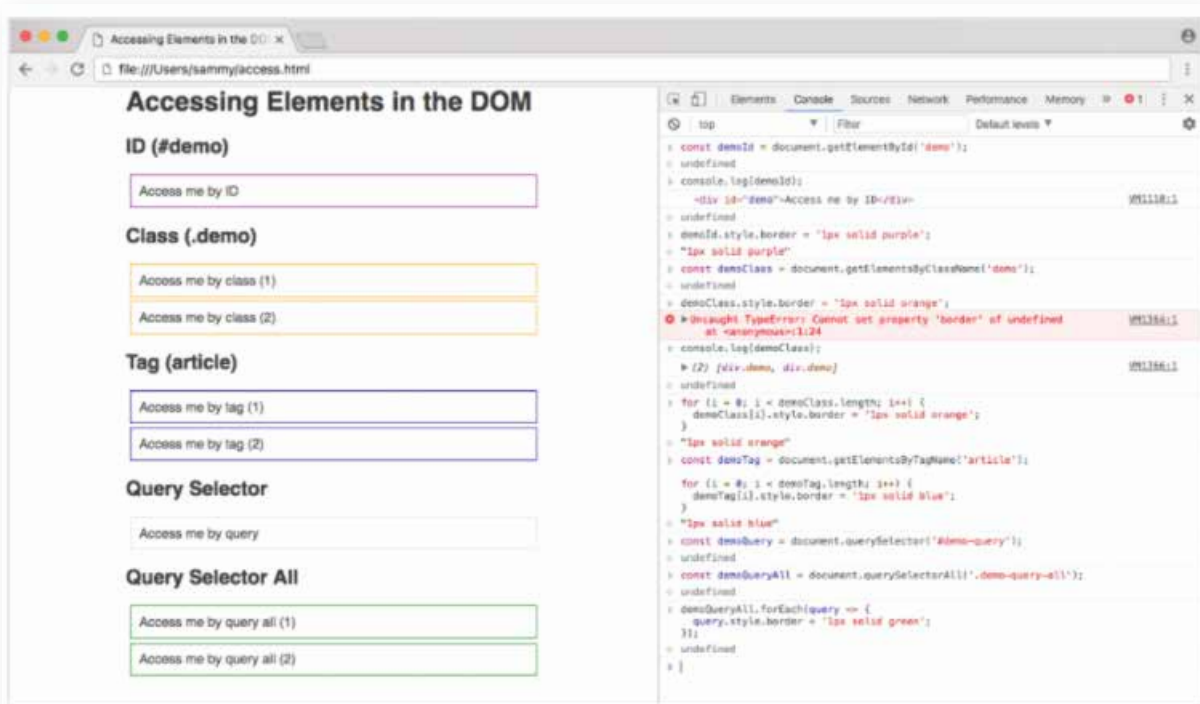 Accessing Elements in the DO
file:///Users/sammy/access.html
Accessing Elements in the DOM
ID (#demo)
Access me by ID
Class (.demo)
Access me by class (1)
Access me by class (2)
Tag (article)
Access me by tag (1)
Access me by tag (2)
Query Selector
Access me by query
Query Selector All
Access me by query all (1)
Access me by query all (2)
Elements Console Sources Network Performance Memory » 1
top Filter Default levels
const demoId = document.getElementById('demo');
undefined
console.log(demoId);
<div id="demo">Access me by ID</div> VM1118:1
undefined
demoId.style.border = '1px solid purple';
"1px solid purple"
const demoClass = document.getElementsByClassName('demo');
undefined
demoClass.style.border = '1px solid orange';
Uncaught TypeError: Cannot set property 'border' of undefined
at <anonymous>:1:24
console.log(demoClass);
(2) [div.demo, div.demo]
undefined
for (i = 0; i < demoClass.length; i++) {
demoClass[i].style.border = '1px solid orange';
}
"1px solid orange"
const demoTag = document.getElementsByTagName('article');
for (i = 0; i < demoTag.length; i++) {
demoTag[i].style.border = '1px solid blue';
}
"1px solid blue"
const demoQuery = document.querySelector('#demo-query');
undefined
const demoQueryAll = document.querySelectorAll('.demo-query-all');
undefined
demoQueryAll.forEach(query => {
query.style.border = '1px solid green';
});
undefined